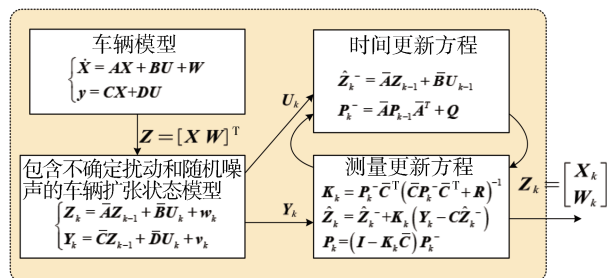 车辆模型
Ẋ = AX + BU + W
y = CX+DU
Z = [X W]ᵀ
包含不确定扰动和随机噪
声的车辆扩张状态模型
Z_k = A̅Z_{k-1} + B̅U_k + w_k
Y_k = C̅Z_{k-1} + D̅U_k + v_k
U_k
Y_k
时间更新方程
Ẑ_k⁻ = A̅Z_{k-1} + B̅U_{k-1}
P_k⁻ = A̅P_{k-1}A̅ᵀ + Q
测量更新方程
K_k = P_k⁻C̅ᵀ(C̅P_k⁻C̅ᵀ + R)⁻¹
Ẑ_k = Ẑ_k⁻ + K_k(Y_k − CẐ_k⁻)
P_k = (I − K_kC̅)P_k⁻
Z_k = [X_k
W_k]